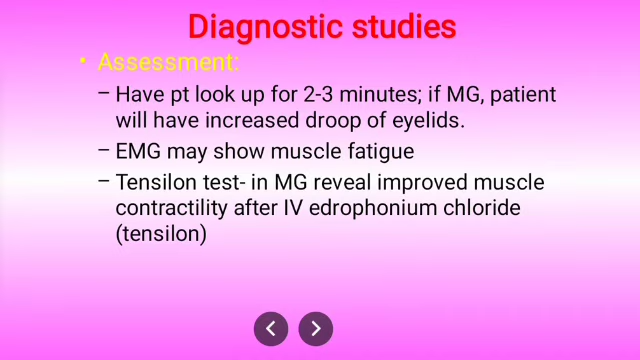 Diagnostic studies
• Assessment:
– Have pt look up for 2-3 minutes; if MG, patient
will have increased droop of eyelids.
– EMG may show muscle fatigue
– Tensilon test- in MG reveal improved muscle
contractility after IV edrophonium chloride
(tensilon)